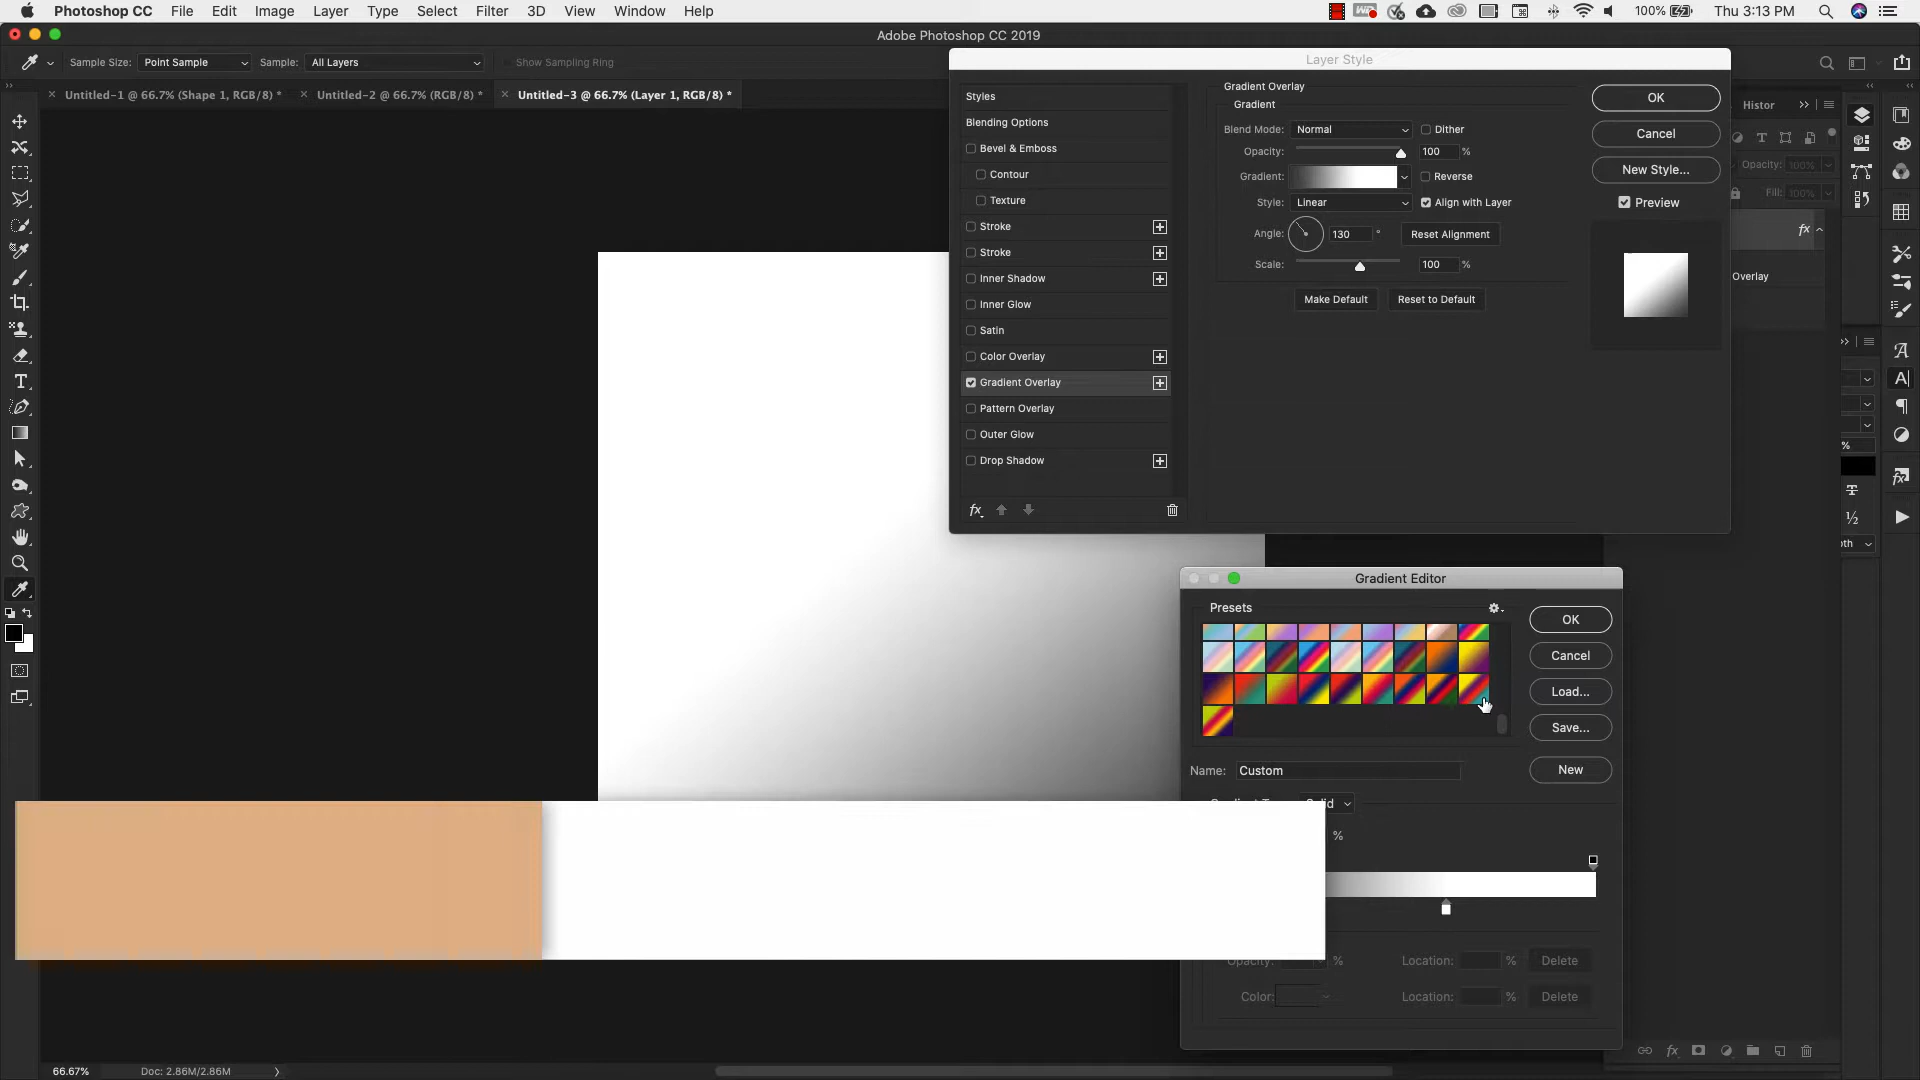 Photoshop CC File Edit Image Layer Type Select Filter 3D View Window Help 100% Thu 3:13 PM
Adobe Photoshop CC 2019
Sample Size: Point Sample Sample: All Layers Show Sampling Ring
Untitled-1 @ 66.7% (Shape 1, RGB/8) * Untitled-2 @ 66.7% (RGB/8) * Untitled-3 @ 66.7% (Layer 1, RGB/8) *
Layer Style
Styles
Blending Options
Bevel & Emboss
Contour
Texture
Stroke
Stroke
Inner Shadow
Inner Glow
Satin
Color Overlay
Gradient Overlay
Pattern Overlay
Outer Glow
Drop Shadow
fx
Gradient Overlay
Gradient
Blend Mode: Normal Dither
Opacity: 100 %
Gradient: Reverse
Style: Linear Align with Layer
Angle: 130 ° Reset Alignment
Scale: 100 %
Make Default Reset to Default
OK
Cancel
New Style...
Preview
Histor
Opacity: 100%
Fill: 100%
fx
Overlay
%
Gradient Editor
Presets
OK
Cancel
Load...
Save...
Name: Custom New
%
Opacity: % Location: % Delete
Color: Location: % Delete
66.67% Doc: 2.86M/2.86M
fx